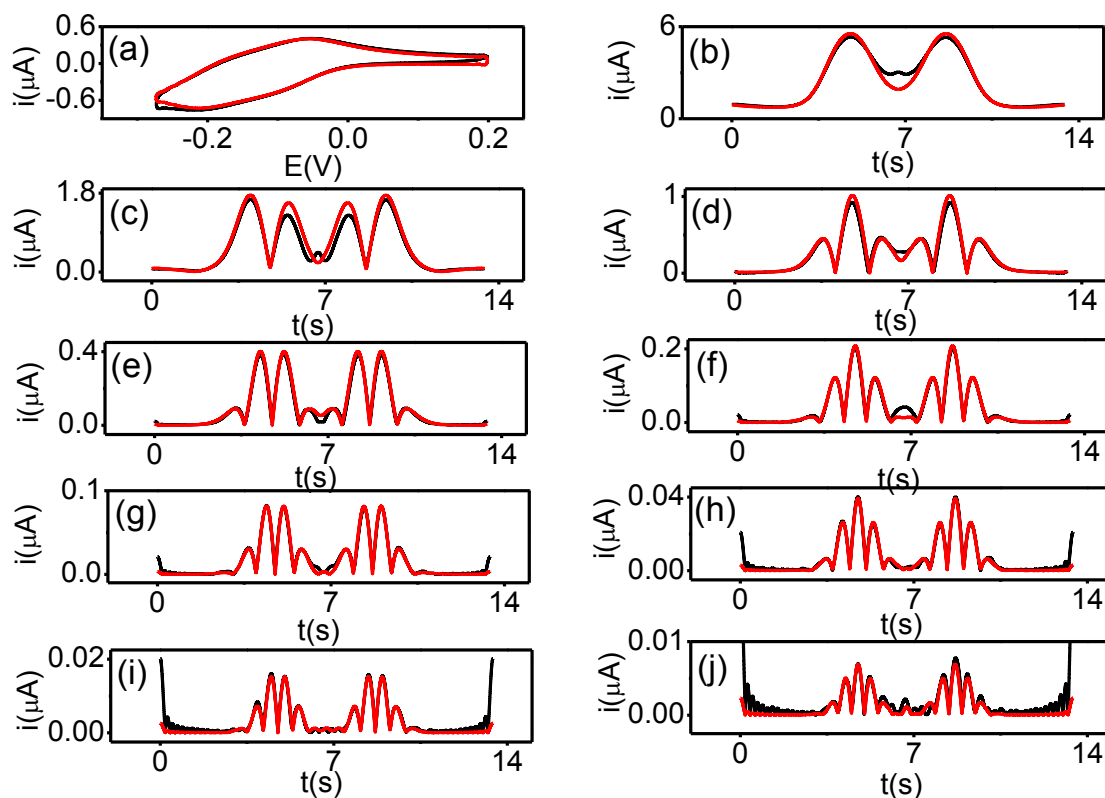 (a)
i(μA)
0.6
0.0
-0.6
-0.2
0.0
0.2
E(V)
(b)
i(μA)
6
0
0
7
14
t(s)
(c)
i(μA)
1.8
0.0
0
7
14
t(s)
(d)
i(μA)
1
0
0
7
14
t(s)
(e)
i(μA)
0.4
0.0
0
7
14
t(s)
(f)
i(μA)
0.2
0.0
0
7
14
t(s)
(g)
i(μA)
0.1
0.0
0
7
14
t(s)
(h)
i(μA)
0.04
0.00
0
7
14
t(s)
(i)
i(μA)
0.02
0.00
0
7
14
t(s)
(j)
i(μA)
0.01
0.00
0
7
14
t(s)